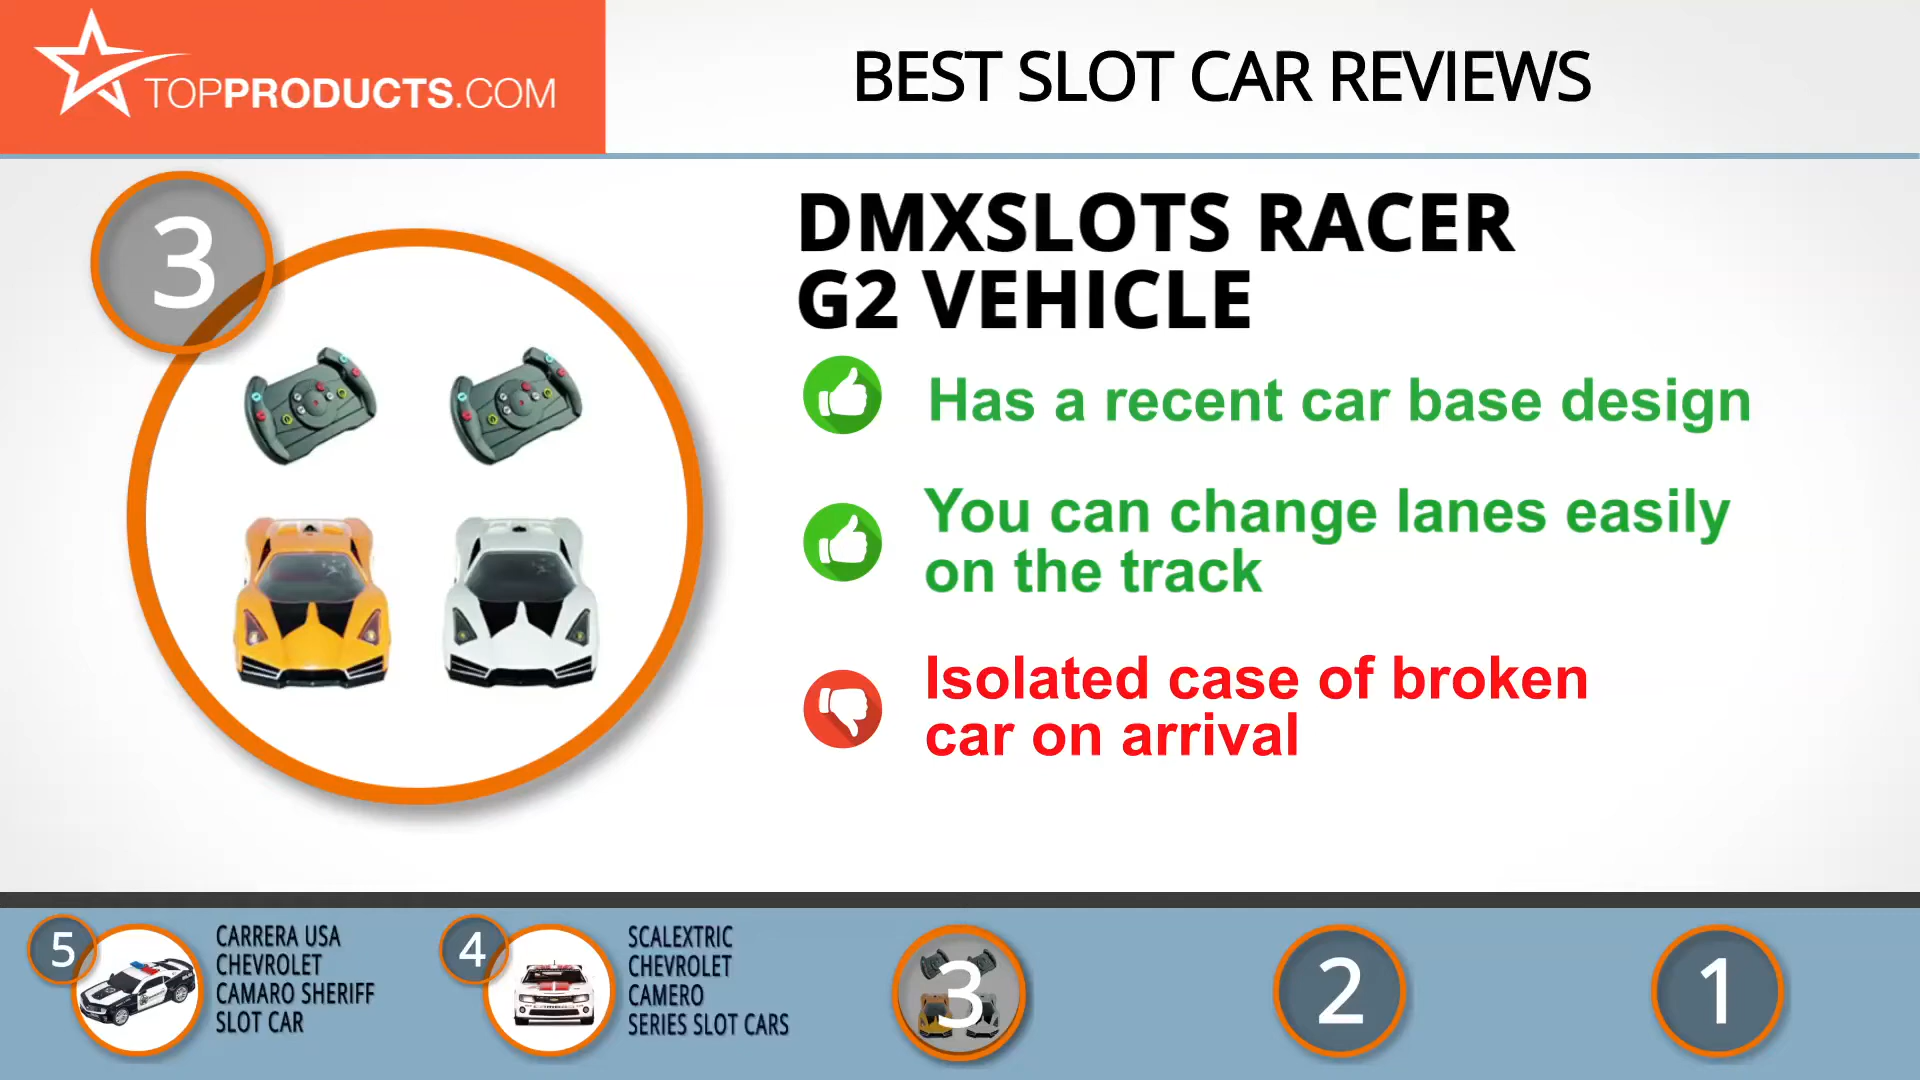 TOPPRODUCTS.COM
BEST SLOT CAR REVIEWS
3
DMXSLOTS RACER
G2 VEHICLE
Has a recent car base design
You can change lanes easily
on the track
Isolated case of broken
car on arrival
5
CARRERA USA
CHEVROLET
CAMARO SHERIFF
SLOT CAR
4
SCALEXTRIC
CHEVROLET
CAMERO
SERIES SLOT CARS
3
2
1